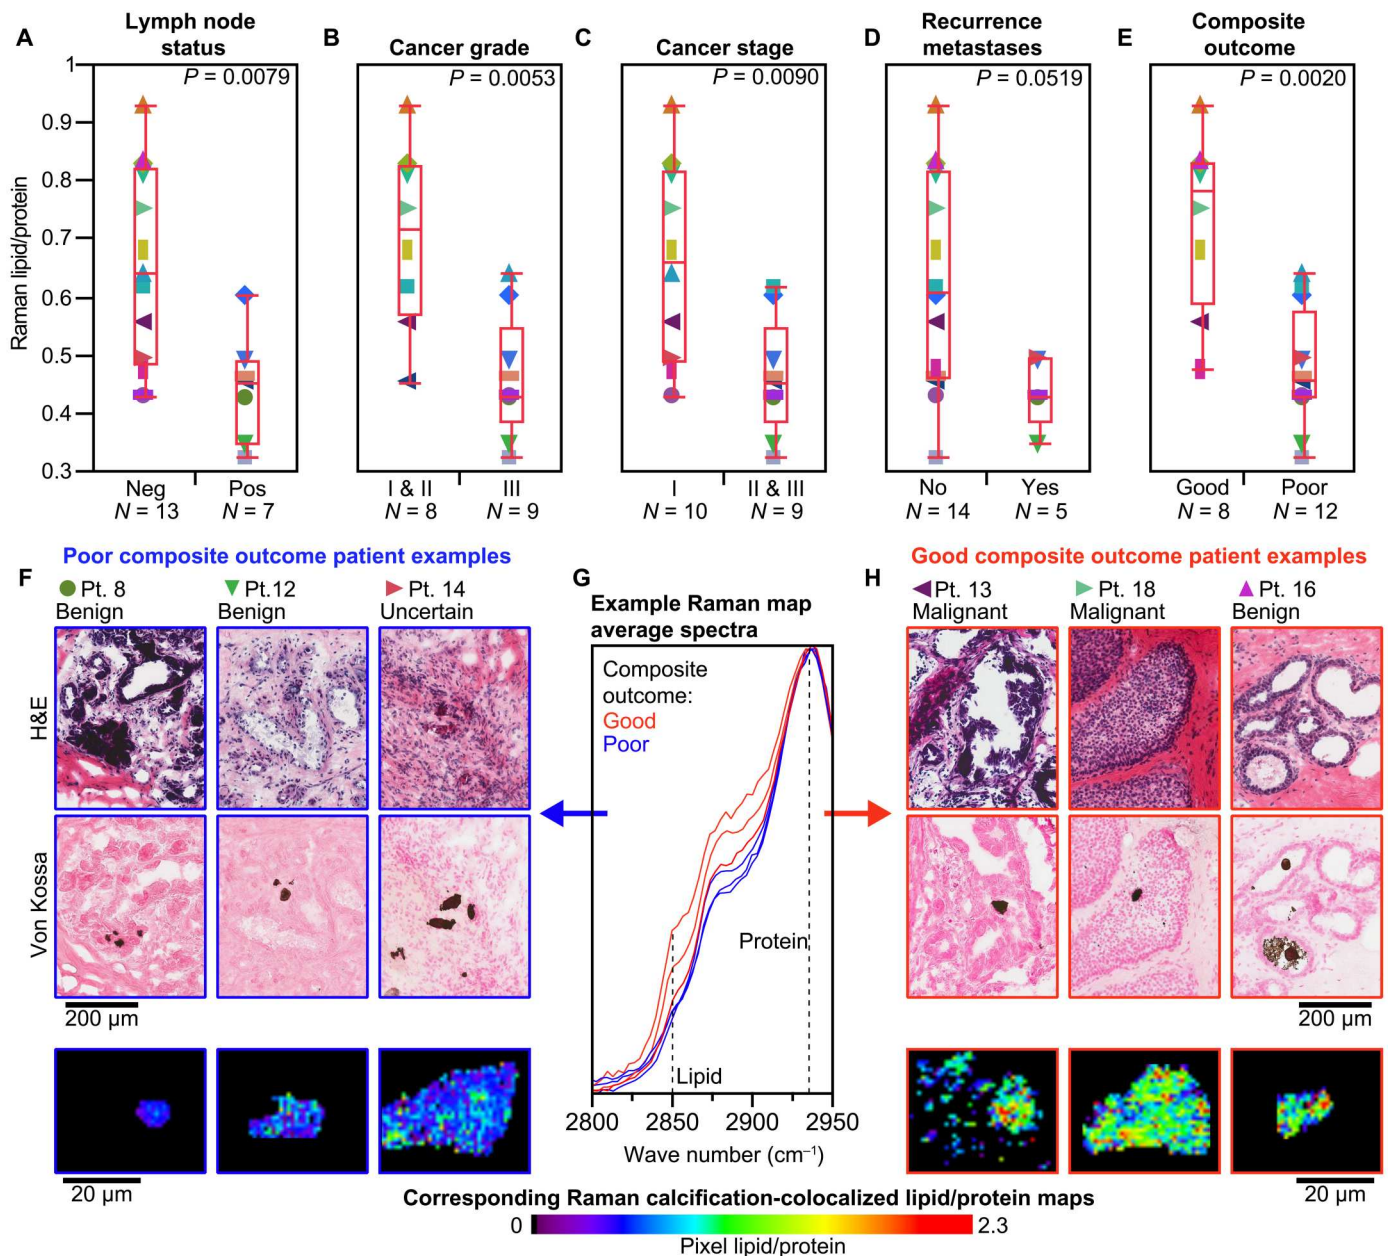 A
Lymph node
status
B
Cancer grade
C
Cancer stage
D
Recurrence
metastases
E
Composite
outcome
Raman lipid/protein
1
0.9
0.8
0.7
0.6
0.5
0.4
0.3
P = 0.0079
P = 0.0053
P = 0.0090
P = 0.0519
P = 0.0020
Neg
N = 13
Pos
N = 7
I & II
N = 8
III
N = 9
I
N = 10
II & III
N = 9
No
N = 14
Yes
N = 5
Good
N = 8
Poor
N = 12
Poor composite outcome patient examples
F
Pt. 8
Benign
Pt.12
Benign
Pt. 14
Uncertain
H&E
Von Kossa
200 µm
20 µm
G
Example Raman map
average spectra
Composite
outcome:
Good
Poor
Protein
Lipid
2800 2850 2900 2950
Wave number (cm⁻¹)
Good composite outcome patient examples
H
Pt. 13
Malignant
Pt. 18
Malignant
Pt. 16
Benign
200 µm
20 µm
Corresponding Raman calcification-colocalized lipid/protein maps
0 2.3
Pixel lipid/protein